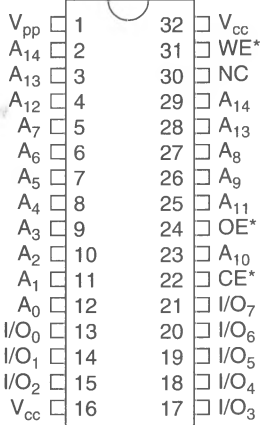 Vpp 1 32 Vcc
A14 2 31 WE*
A13 3 30 NC
A12 4 29 A14
A7 5 28 A13
A6 6 27 A8
A5 7 26 A9
A4 8 25 A11
A3 9 24 OE*
A2 10 23 A10
A1 11 22 CE*
A0 12 21 I/O7
I/O0 13 20 I/O6
I/O1 14 19 I/O5
I/O2 15 18 I/O4
Vcc 16 17 I/O3